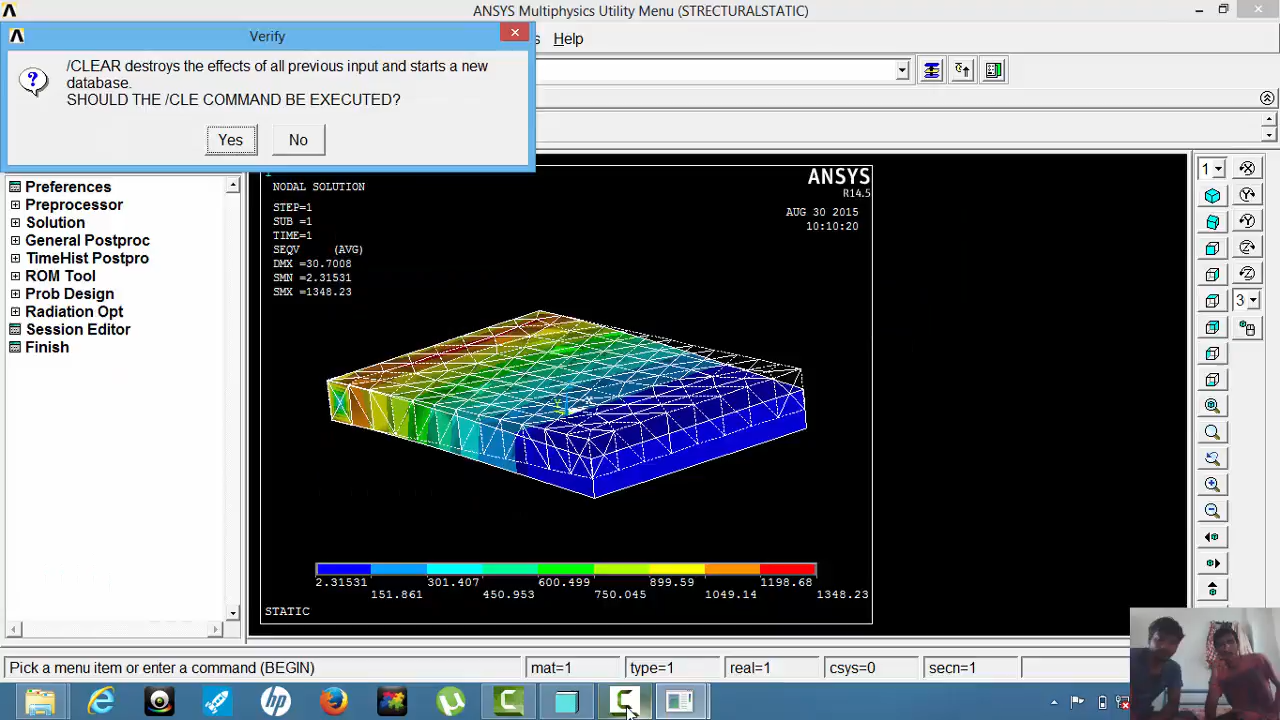 ANSYS Multiphysics Utility Menu (STRECTURALSTATIC)
Verify
/CLEAR destroys the effects of all previous input and starts a new
database.
SHOULD THE /CLE COMMAND BE EXECUTED?
Yes
No
Help
Preferences
Preprocessor
Solution
General Postproc
TimeHist Postpro
ROM Tool
Prob Design
Radiation Opt
Session Editor
Finish
NODAL SOLUTION
STEP=1
SUB =1
TIME=1
SEQV (AVG)
DMX =30.7008
SMN =2.31531
SMX =1348.23
ANSYS
R14.5
AUG 30 2015
10:10:20
2.31531
151.861
301.407
450.953
600.499
750.045
899.59
1049.14
1198.68
1348.23
STATIC
1
3
Pick a menu item or enter a command (BEGIN)
mat=1
type=1
real=1
csys=0
secn=1